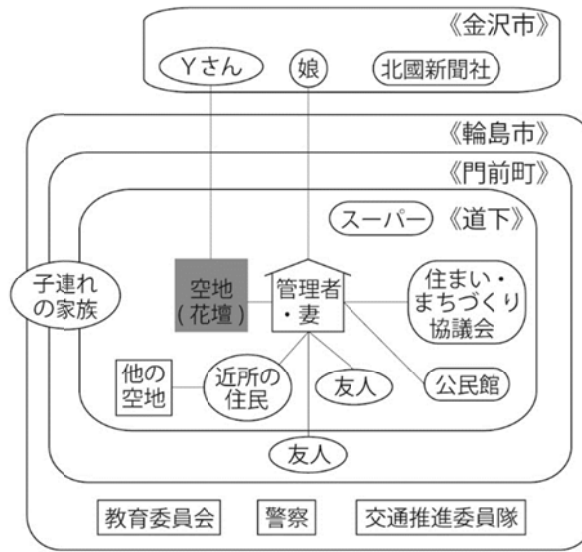 《金沢市》
Yさん
娘
北國新聞社
《輪島市》
《門前町》
スーパー
《道下》
子連れ
の家族
空地
(花壇)
管理者
・妻
住まい・
まちづくり
協議会
他の
空地
近所の
住民
友人
公民館
友人
教育委員会
警察
交通推進委員隊